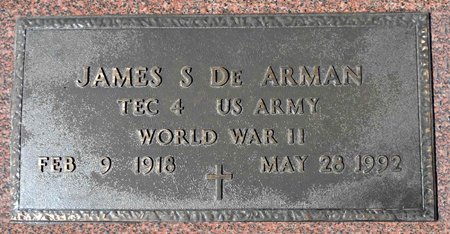 JAMES S DE ARMAN
TEC 4 US ARMY
WORLD WAR II
FEB 9 1918 MAY 28 1992